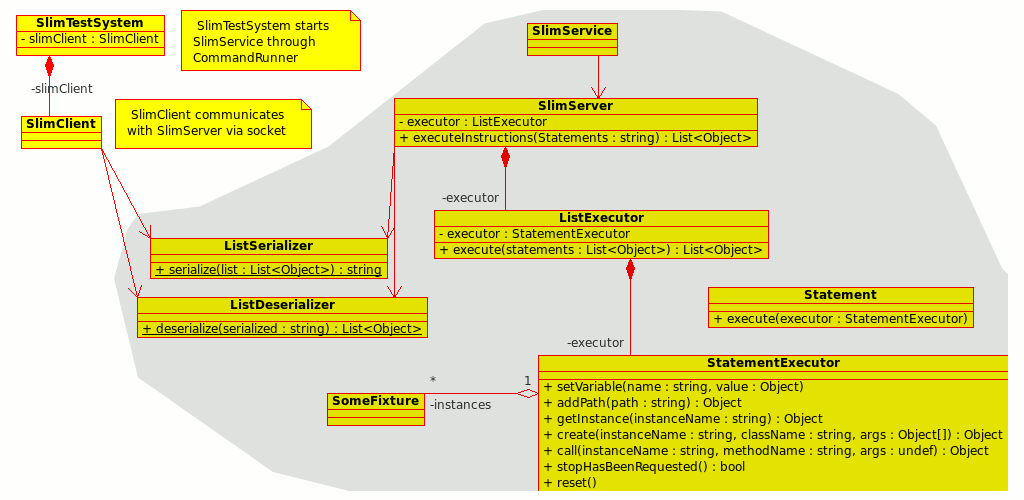 SlimTestSystem
- slimClient : SlimClient
SlimTestSystem starts
SlimService through
CommandRunner
SlimService
-slimClient
SlimClient
SlimClient communicates
with SlimServer via socket
SlimServer
- executor : ListExecutor
+ executeInstructions(Statements : string) : List<Object>
-executor
ListExecutor
- executor : StatementExecutor
+ execute(statements : List<Object>) : List<Object>
ListSerializer
+ serialize(list : List<Object>) : string
ListDeserializer
+ deserialize(serialized : string) : List<Object>
Statement
+ execute(executor : StatementExecutor)
-executor
StatementExecutor
+ setVariable(name : string, value : Object)
+ addPath(path : string) : Object
+ getInstance(instanceName : string) : Object
+ create(instanceName : string, className : string, args : Object[]) : Object
+ call(instanceName : string, methodName : string, args : undef) : Object
+ stopHasBeenRequested() : bool
+ reset()
* 1
-instances
SomeFixture